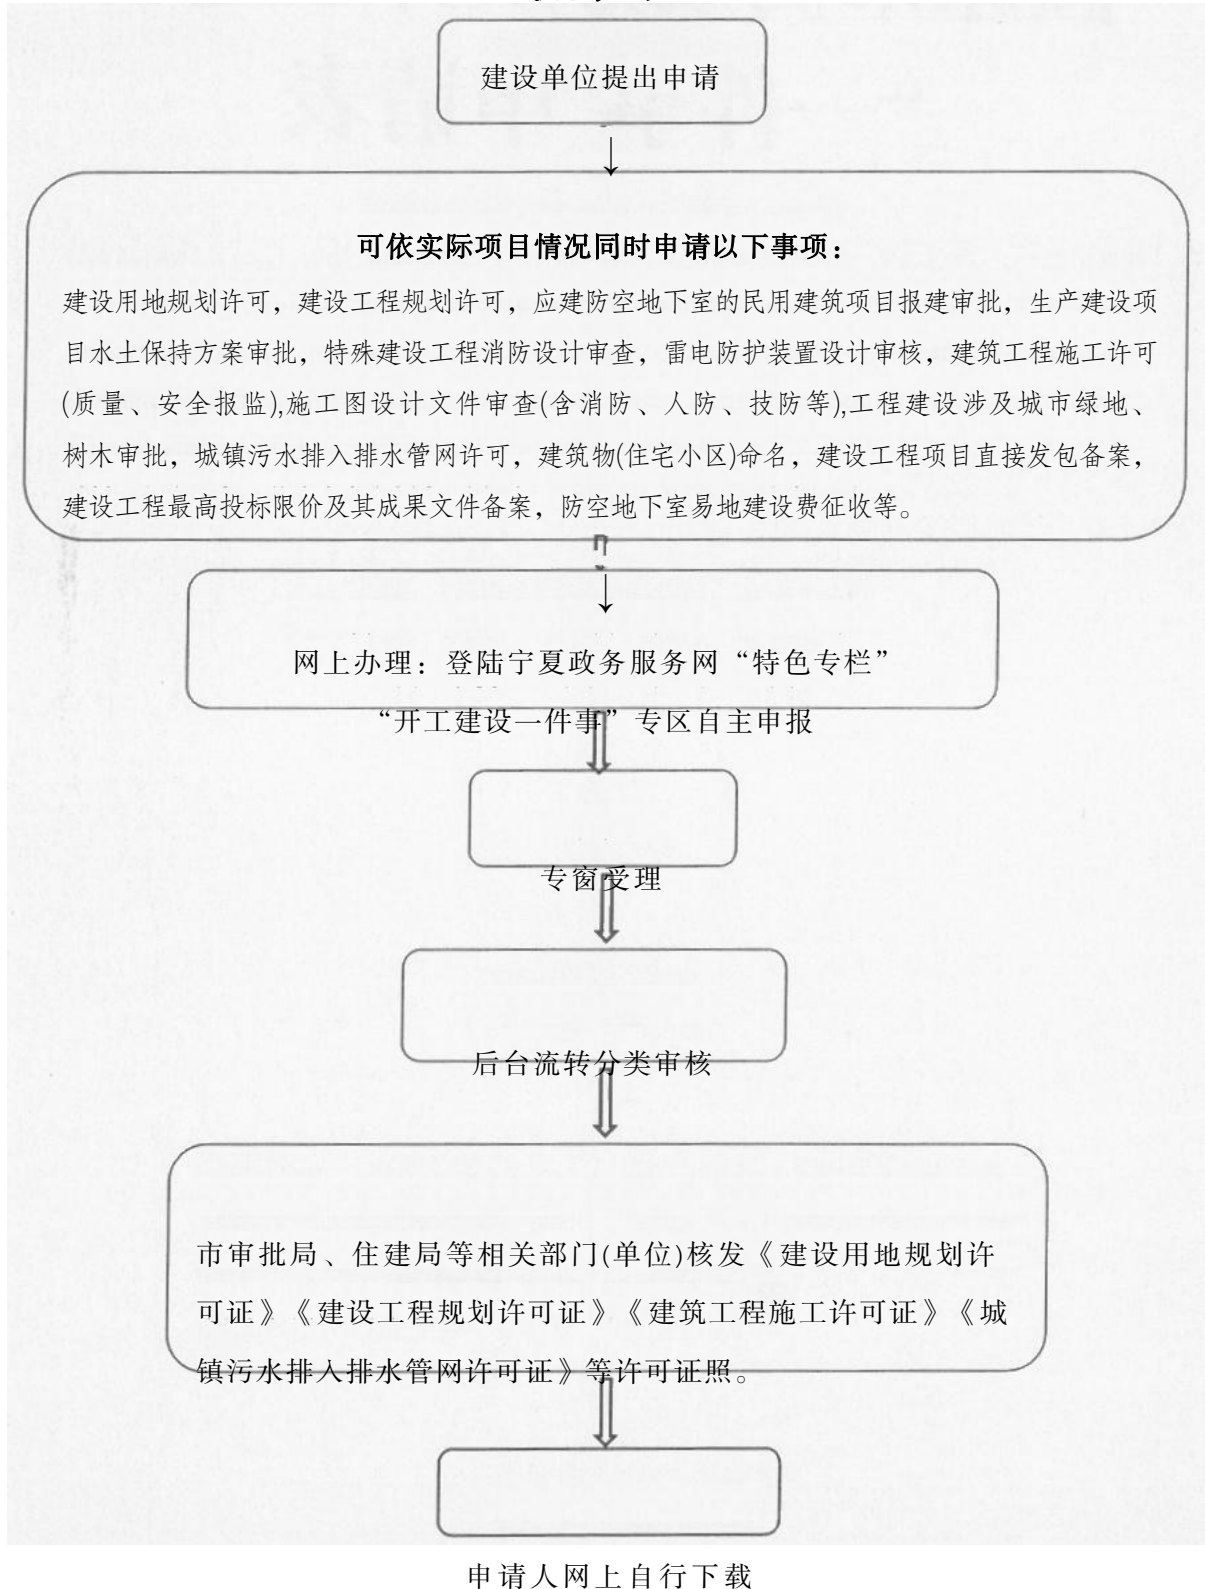 建设单位提出申请
↓
可依实际项目情况同时申请以下事项：
建设用地规划许可，建设工程规划许可，应建防空地下室的民用建筑项目报建审批，生产建设项
目水土保持方案审批，特殊建设工程消防设计审查，雷电防护装置设计审核，建筑工程施工许可
(质量、安全报监),施工图设计文件审查(含消防、人防、技防等),工程建设涉及城市绿地、
树木审批，城镇污水排入排水管网许可，建筑物(住宅小区)命名，建设工程项目直接发包备案，
建设工程最高投标限价及其成果文件备案，防空地下室易地建设费征收等。
↓
网上办理：登陆宁夏政务服务网“特色专栏”
“开工建设一件事”专区自主申报
专窗受理
后台流转分类审核
市审批局、住建局等相关部门(单位)核发《建设用地规划许
可证》《建设工程规划许可证》《建筑工程施工许可证》《城
镇污水排入排水管网许可证》等许可证照。
申请人网上自行下载